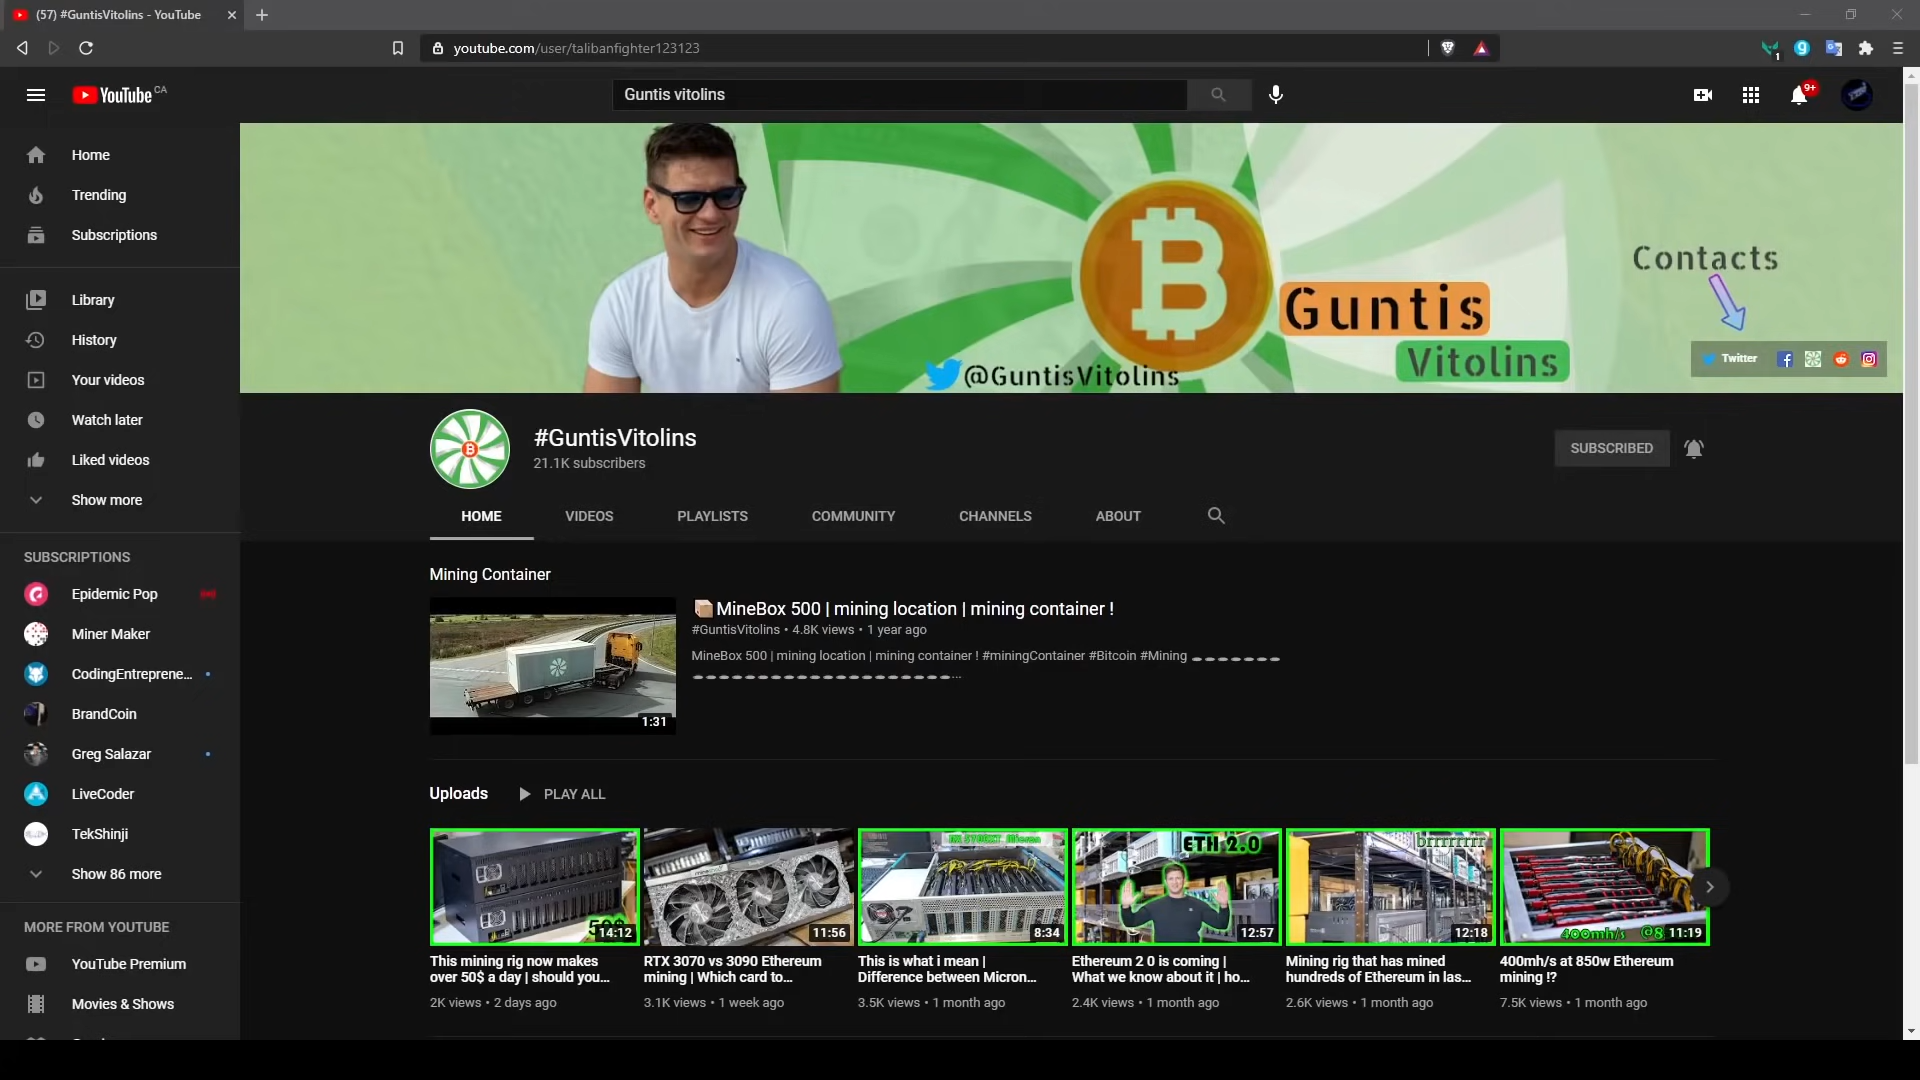 (57) #GuntisVitolins - YouTube
youtube.com/user/talibanfighter123123
1
YouTube CA
Guntis vitolins
9+
Home
Trending
Subscriptions
Library
History
Your videos
Watch later
Liked videos
Show more
SUBSCRIPTIONS
Epidemic Pop
Miner Maker
CodingEntreprene...
BrandCoin
Greg Salazar
LiveCoder
TekShinji
Show 86 more
MORE FROM YOUTUBE
YouTube Premium
Movies & Shows
Contacts
Guntis
Vitolins
@GuntisVitolins
Twitter
#GuntisVitolins
21.1K subscribers
SUBSCRIBED
HOME VIDEOS PLAYLISTS COMMUNITY CHANNELS ABOUT
Mining Container
MineBox 500 | mining location | mining container !
#GuntisVitolins • 4.8K views • 1 year ago
MineBox 500 | mining location | mining container ! #miningContainer #Bitcoin #Mining
1:31
Uploads PLAY ALL
50$
14:12
This mining rig now makes
over 50$ a day | should you...
2K views • 2 days ago
11:56
RTX 3070 vs 3090 Ethereum
mining | Which card to...
3.1K views • 1 week ago
8:34
This is what i mean |
Difference between Micron...
3.5K views • 1 month ago
ETH 2.0
12:57
Ethereum 2 0 is coming |
What we know about it | ho...
2.4K views • 1 month ago
brrrrrrr
12:18
Mining rig that has mined
hundreds of Ethereum in las...
2.6K views • 1 month ago
400mh/s @8
11:19
400mh/s at 850w Ethereum
mining !?
7.5K views • 1 month ago